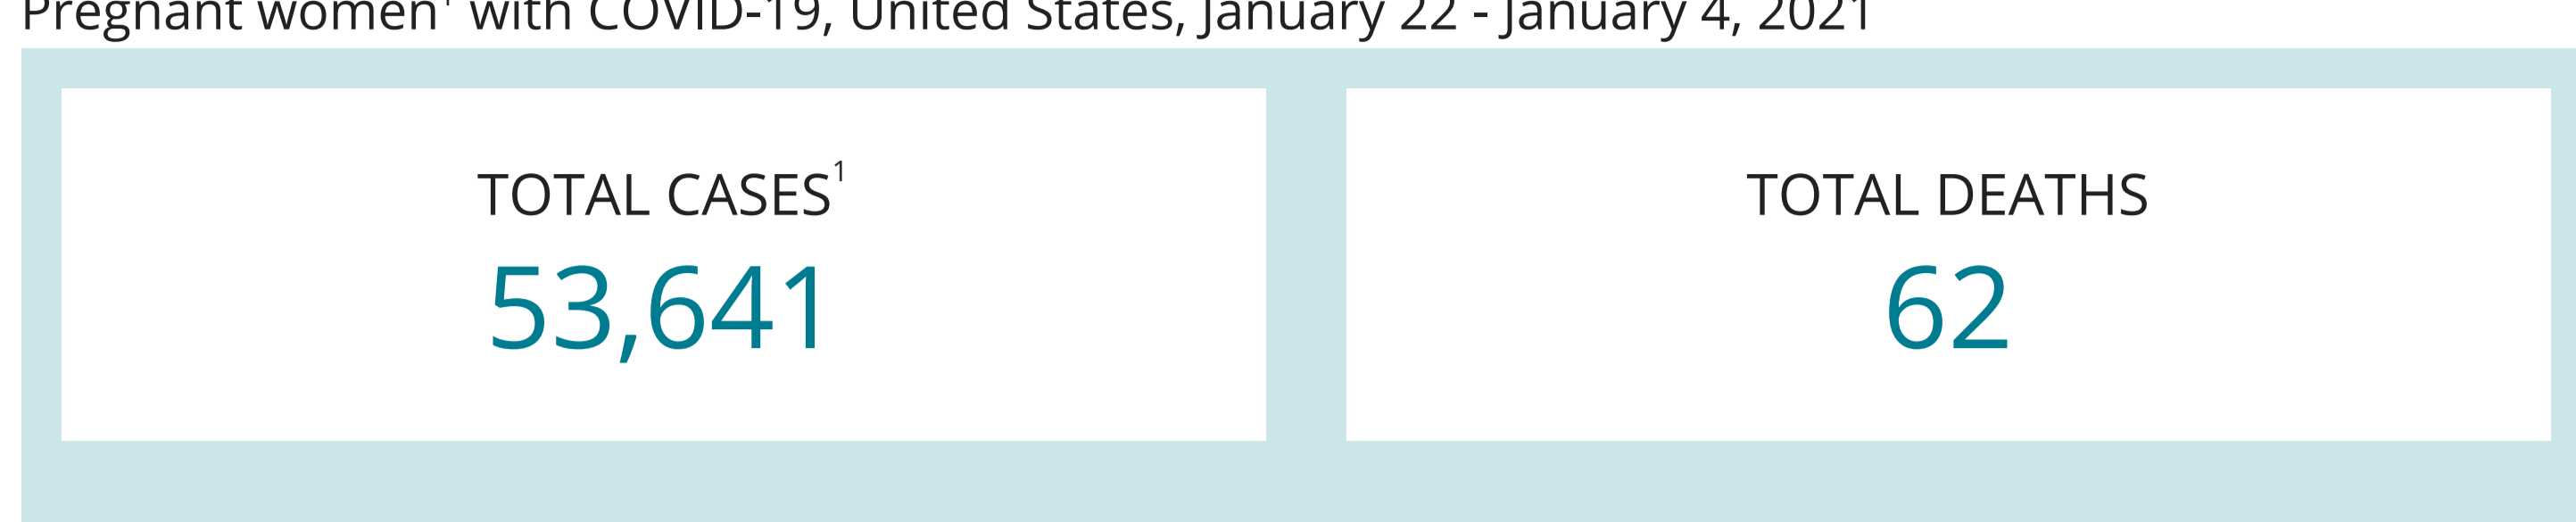 Pregnant women¹ with COVID-19, United States, January 22 - January 4, 2021
TOTAL CASES¹
53,641
TOTAL DEATHS
62